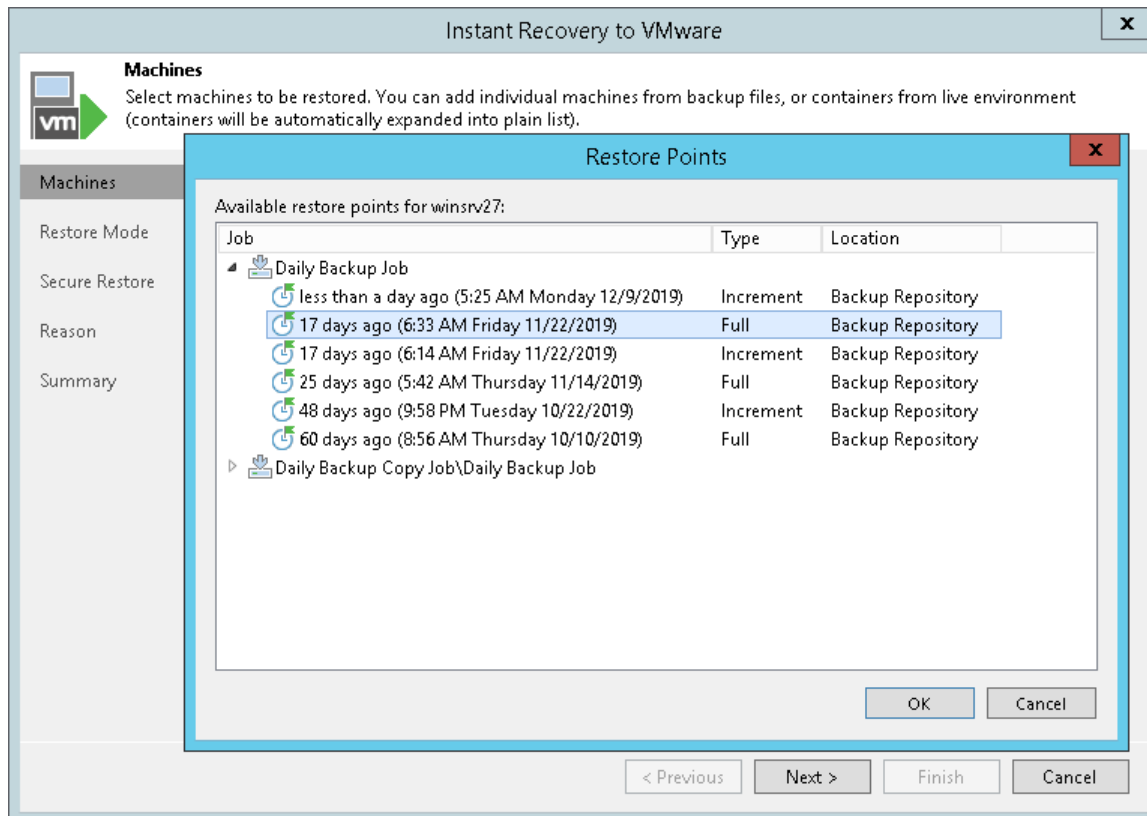 Instant Recovery to VMware
x
Machines
Select machines to be restored. You can add individual machines from backup files, or containers from live environment
(containers will be automatically expanded into plain list).
vm
Restore Points
x
Machines
Restore Mode
Secure Restore
Reason
Summary
Available restore points for winsrv27:
Job Type Location
Daily Backup Job
less than a day ago (5:25 AM Monday 12/9/2019) Increment Backup Repository
17 days ago (6:33 AM Friday 11/22/2019) Full Backup Repository
17 days ago (6:14 AM Friday 11/22/2019) Increment Backup Repository
25 days ago (5:42 AM Thursday 11/14/2019) Full Backup Repository
48 days ago (9:58 PM Tuesday 10/22/2019) Increment Backup Repository
60 days ago (8:56 AM Thursday 10/10/2019) Full Backup Repository
Daily Backup Copy Job\Daily Backup Job
OK Cancel
< Previous Next > Finish Cancel